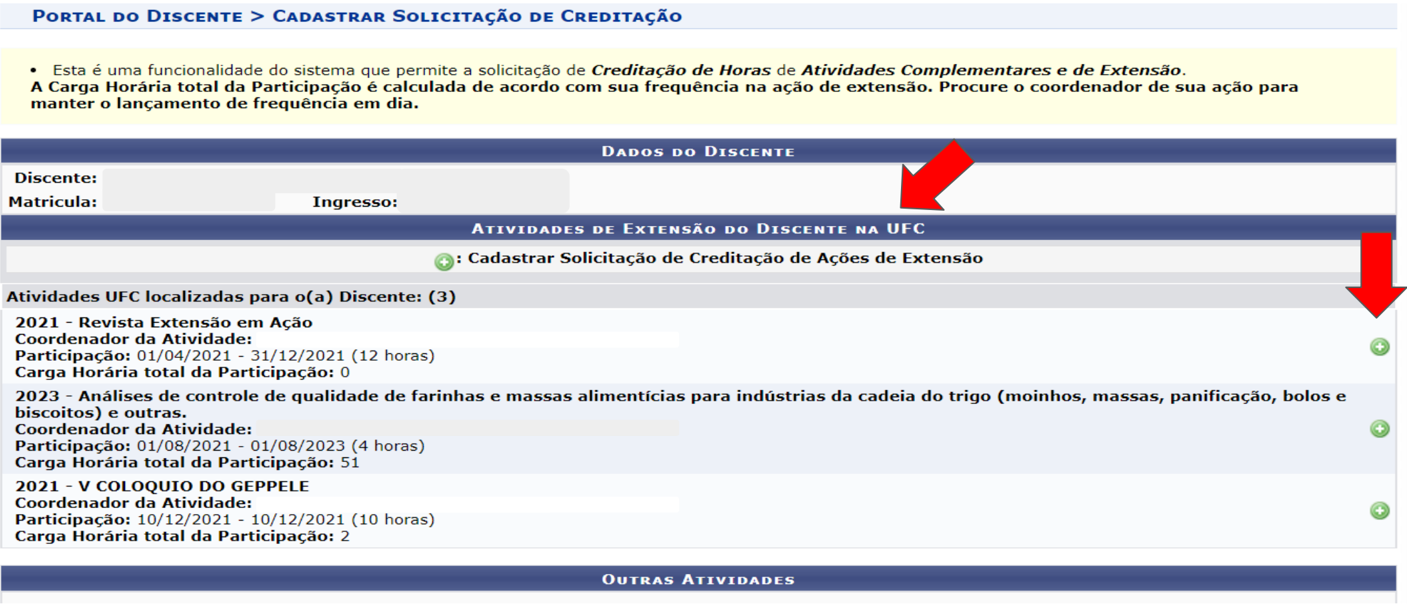 PORTAL DO DISCENTE > CADASTRAR SOLICITAÇÃO DE CREDITAÇÃO
• Esta é uma funcionalidade do sistema que permite a solicitação de Creditação de Horas de Atividades Complementares e de Extensão.
A Carga Horária total da Participação é calculada de acordo com sua frequência na ação de extensão. Procure o coordenador de sua ação para
manter o lançamento de frequência em dia.
DADOS DO DISCENTE
Discente:
Matricula: Ingresso:
ATIVIDADES DE EXTENSÃO DO DISCENTE NA UFC
: Cadastrar Solicitação de Creditação de Ações de Extensão
Atividades UFC localizadas para o(a) Discente: (3)
2021 - Revista Extensão em Ação
Coordenador da Atividade:
Participação: 01/04/2021 - 31/12/2021 (12 horas)
Carga Horária total da Participação: 0
2023 - Análises de controle de qualidade de farinhas e massas alimentícias para indústrias da cadeia do trigo (moinhos, massas, panificação, bolos e
biscoitos) e outras.
Coordenador da Atividade:
Participação: 01/08/2021 - 01/08/2023 (4 horas)
Carga Horária total da Participação: 51
2021 - V COLOQUIO DO GEPPELE
Coordenador da Atividade:
Participação: 10/12/2021 - 10/12/2021 (10 horas)
Carga Horária total da Participação: 2
OUTRAS ATIVIDADES